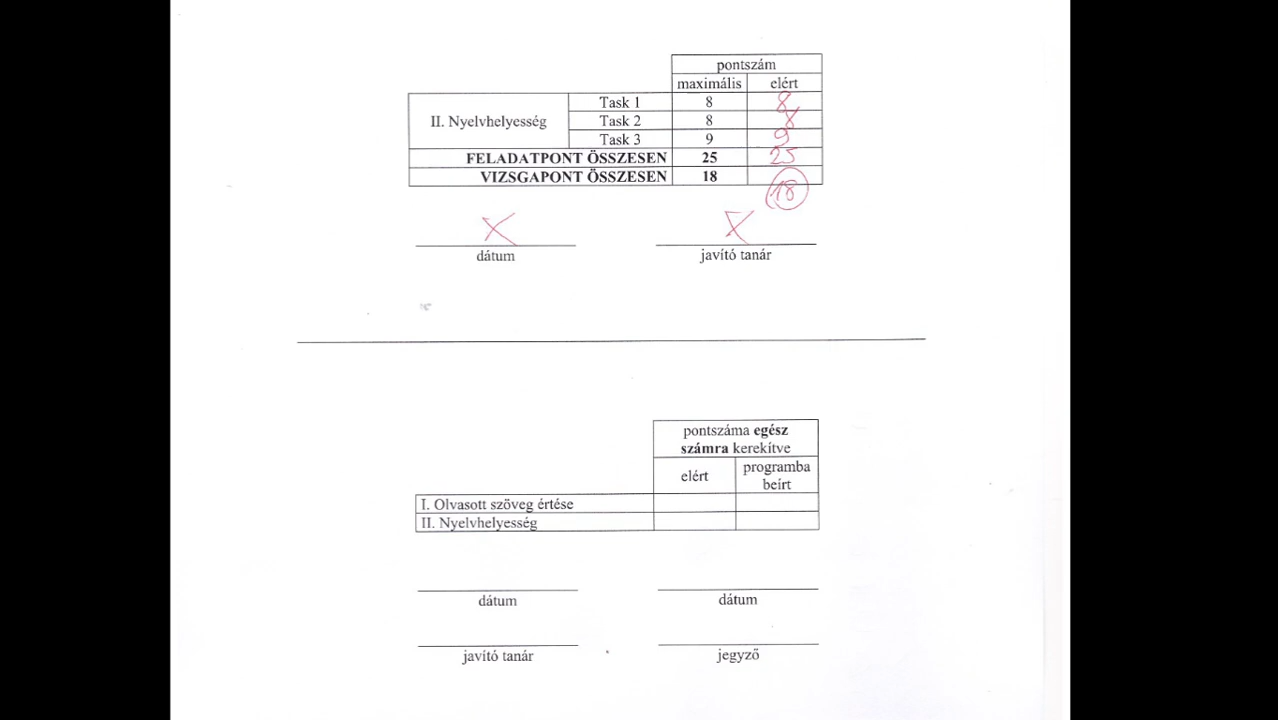 pontszám
maximális elért
II. Nyelvhelyesség Task 1 8 8
Task 2 8 8
Task 3 9 9
FELADATPONT ÖSSZESEN 25 25
VIZSGAPONT ÖSSZESEN 18 18
X X
dátum javító tanár
pontszáma egész
számra kerekítve
elért programba
beírt
I. Olvasott szöveg értése
II. Nyelvhelyesség
dátum dátum
javító tanár jegyző